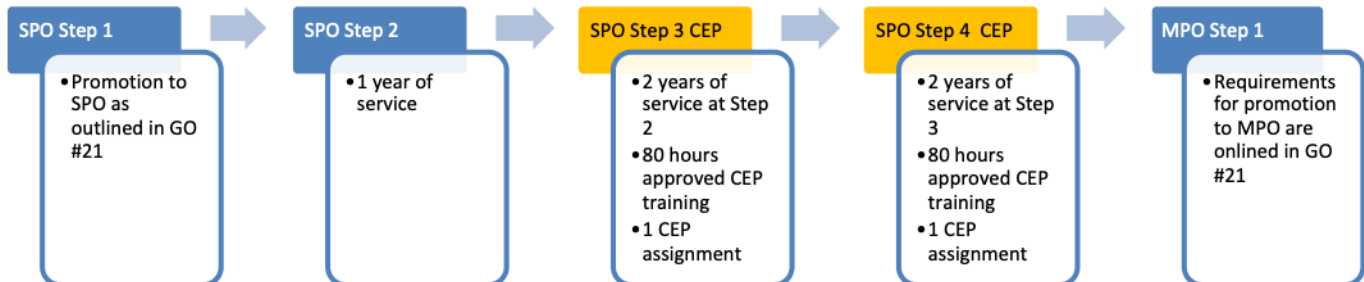 SPO Step 1
•Promotion to
SPO as
outlined in GO
#21
SPO Step 2
•1 year of
service
SPO Step 3 CEP
•2 years of
service at Step
2
•80 hours
approved CEP
training
•1 CEP
assignment
SPO Step 4  CEP
•2 years of
service at Step
3
•80 hours
approved CEP
training
•1 CEP
assignment
MPO Step 1
•Requirements
for promotion
to MPO are
onlined in GO
#21